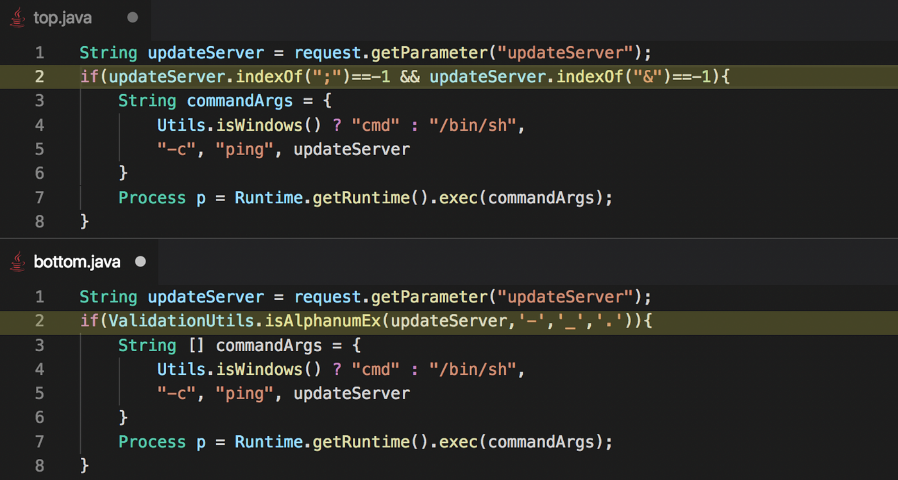 top.java
1 String updateServer = request.getParameter("updateServer");
2 if(updateServer.indexOf(";")==-1 && updateServer.indexOf("&")==-1){
3 String commandArgs = {
4 Utils.isWindows() ? "cmd" : "/bin/sh",
5 "-c", "ping", updateServer
6 }
7 Process p = Runtime.getRuntime().exec(commandArgs);
8 }
bottom.java
1 String updateServer = request.getParameter("updateServer");
2 if(ValidationUtils.isAlphanumEx(updateServer,'-','_','.')){
3 String [] commandArgs = {
4 Utils.isWindows() ? "cmd" : "/bin/sh",
5 "-c", "ping", updateServer
6 }
7 Process p = Runtime.getRuntime().exec(commandArgs);
8 }